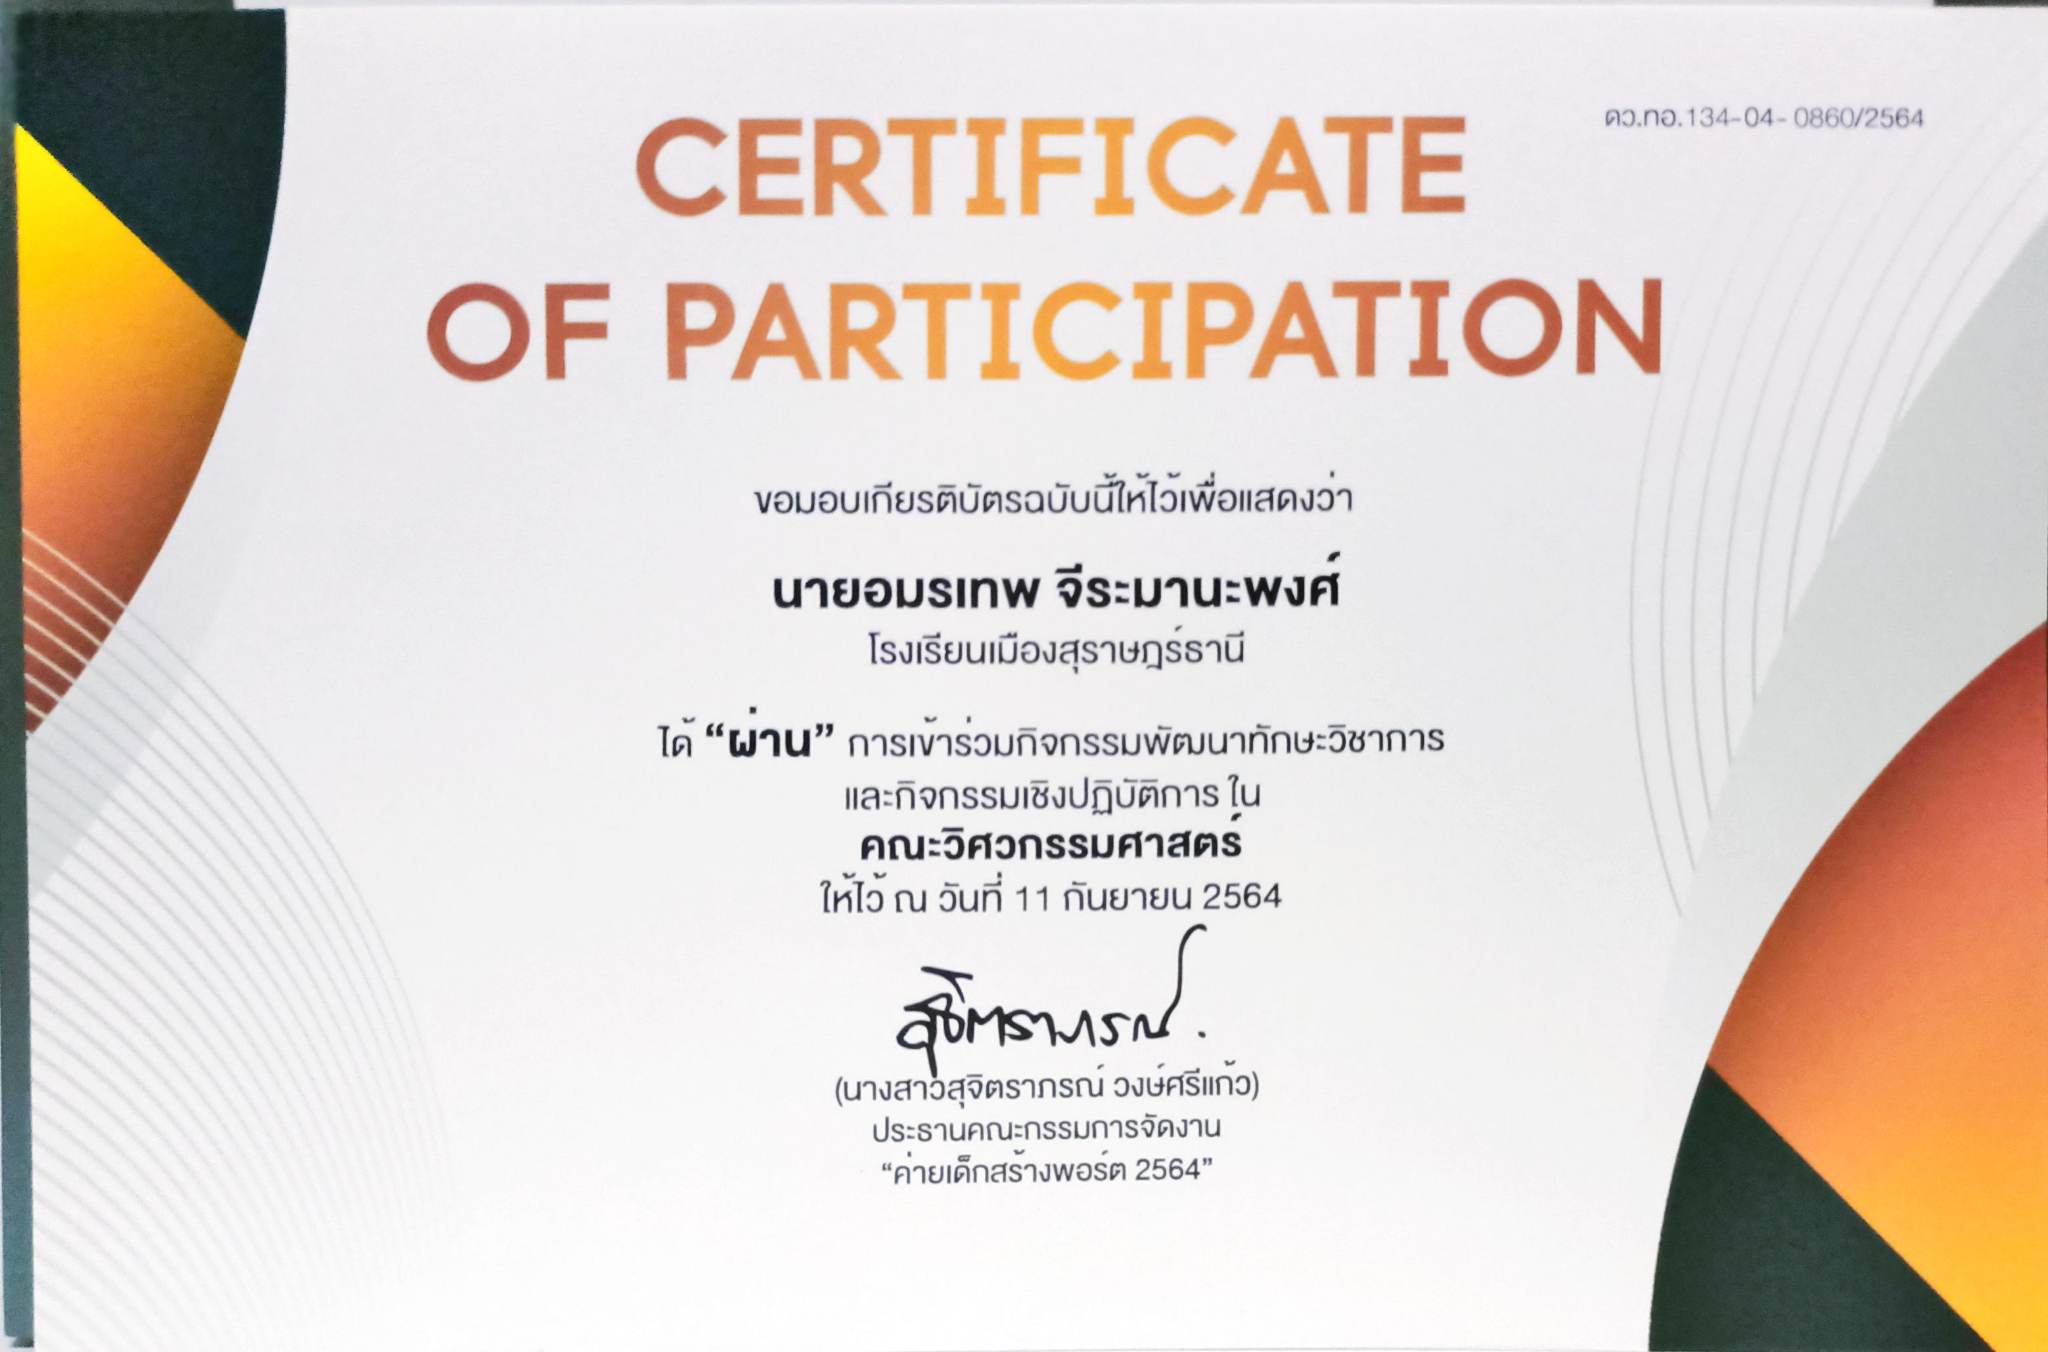 ดว.ทอ.134-04- 0860/2564
CERTIFICATE
OF PARTICIPATION
ขอมอบเกียรติบัตรฉบับนี้ให้ไว้เพื่อแสดงว่า
นายอมรเทพ จีระมานะพงศ์
โรงเรียนเมืองสุราษฎร์ธานี
ได้ “ผ่าน” การเข้าร่วมกิจกรรมพัฒนาทักษะวิชาการ
และกิจกรรมเชิงปฏิบัติการ ใน
คณะวิศวกรรมศาสตร์
ให้ไว้ ณ วันที่ 11 กันยายน 2564
สุจิตราภรณ์
(นางสาวสุจิตราภรณ์ วงษ์ศรีแก้ว)
ประธานคณะกรรมการจัดงาน
“ค่ายเด็กสร้างพอร์ต 2564”